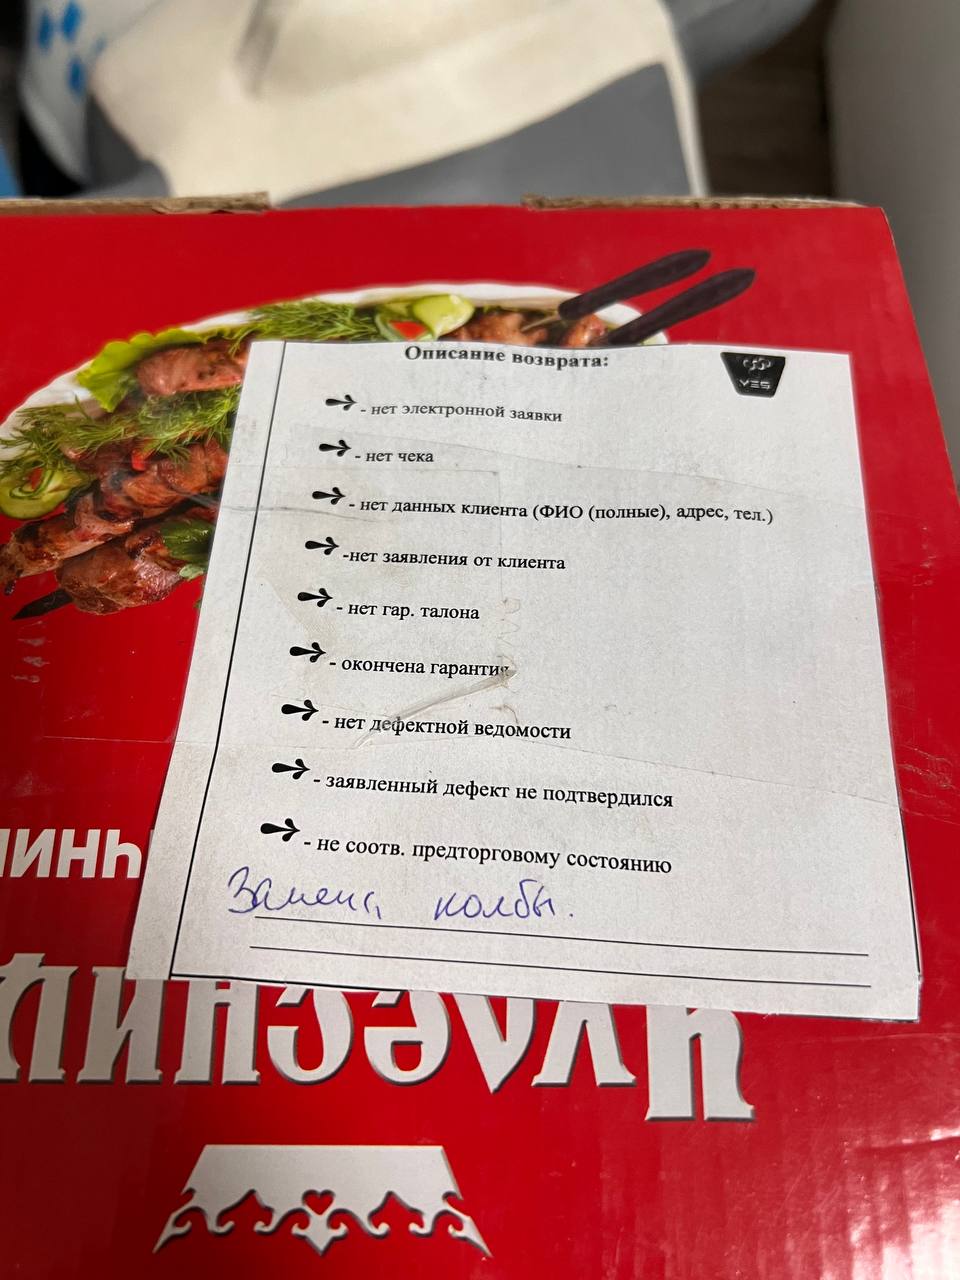 Описание возврата:
YES
- нет электронной заявки
- нет чека
- нет данных клиента (ФИО (полные), адрес, тел.)
-нет заявления от клиента
- нет гар. талона
- окончена гарантия
- нет дефектной ведомости
- заявленный дефект не подтвердился
- не соотв. предторговому состоянию
Замена колбы.